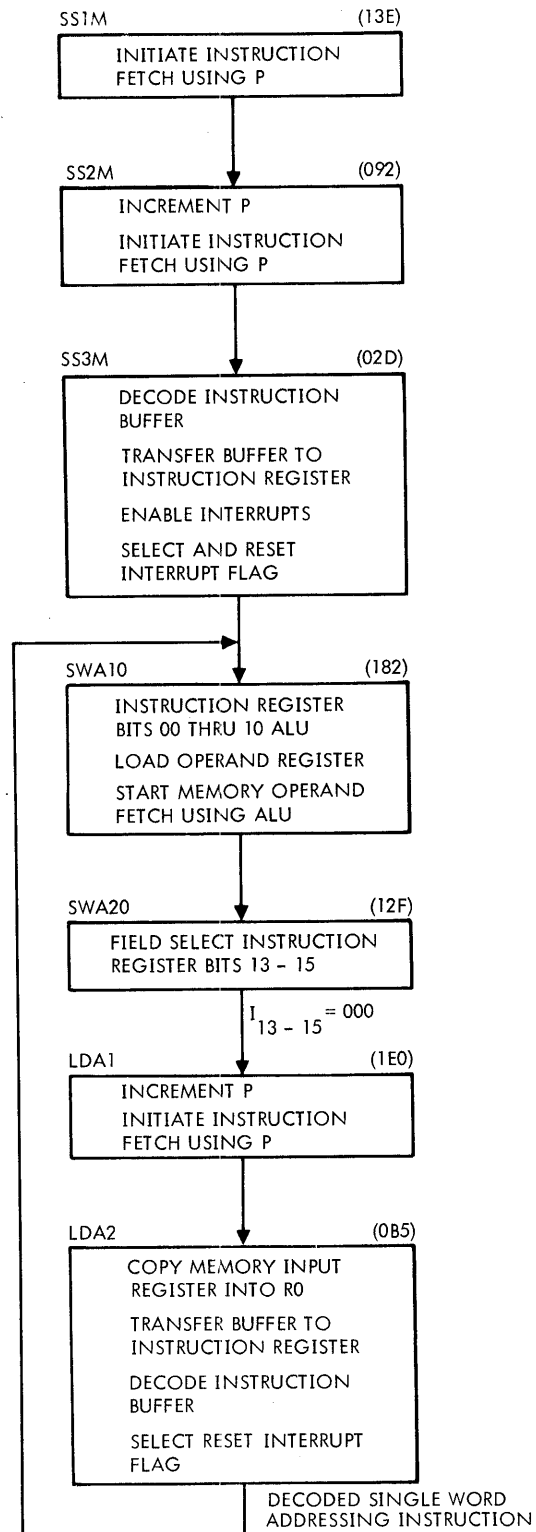 SS1M (13E)
INITIATE INSTRUCTION
FETCH USING P
SS2M (092)
INCREMENT P
INITIATE INSTRUCTION
FETCH USING P
SS3M (02D)
DECODE INSTRUCTION
BUFFER
TRANSFER BUFFER TO
INSTRUCTION REGISTER
ENABLE INTERRUPTS
SELECT AND RESET
INTERRUPT FLAG
SWA10 (182)
INSTRUCTION REGISTER
BITS 00 THRU 10 ALU
LOAD OPERAND REGISTER
START MEMORY OPERAND
FETCH USING ALU
SWA20 (12F)
FIELD SELECT INSTRUCTION
REGISTER BITS 13 - 15
I13 - 15 = 000
LDA1 (1E0)
INCREMENT P
INITIATE INSTRUCTION
FETCH USING P
LDA2 (0B5)
COPY MEMORY INPUT
REGISTER INTO R0
TRANSFER BUFFER TO
INSTRUCTION REGISTER
DECODE INSTRUCTION
BUFFER
SELECT RESET INTERRUPT
FLAG
DECODED SINGLE WORD
ADDRESSING INSTRUCTION